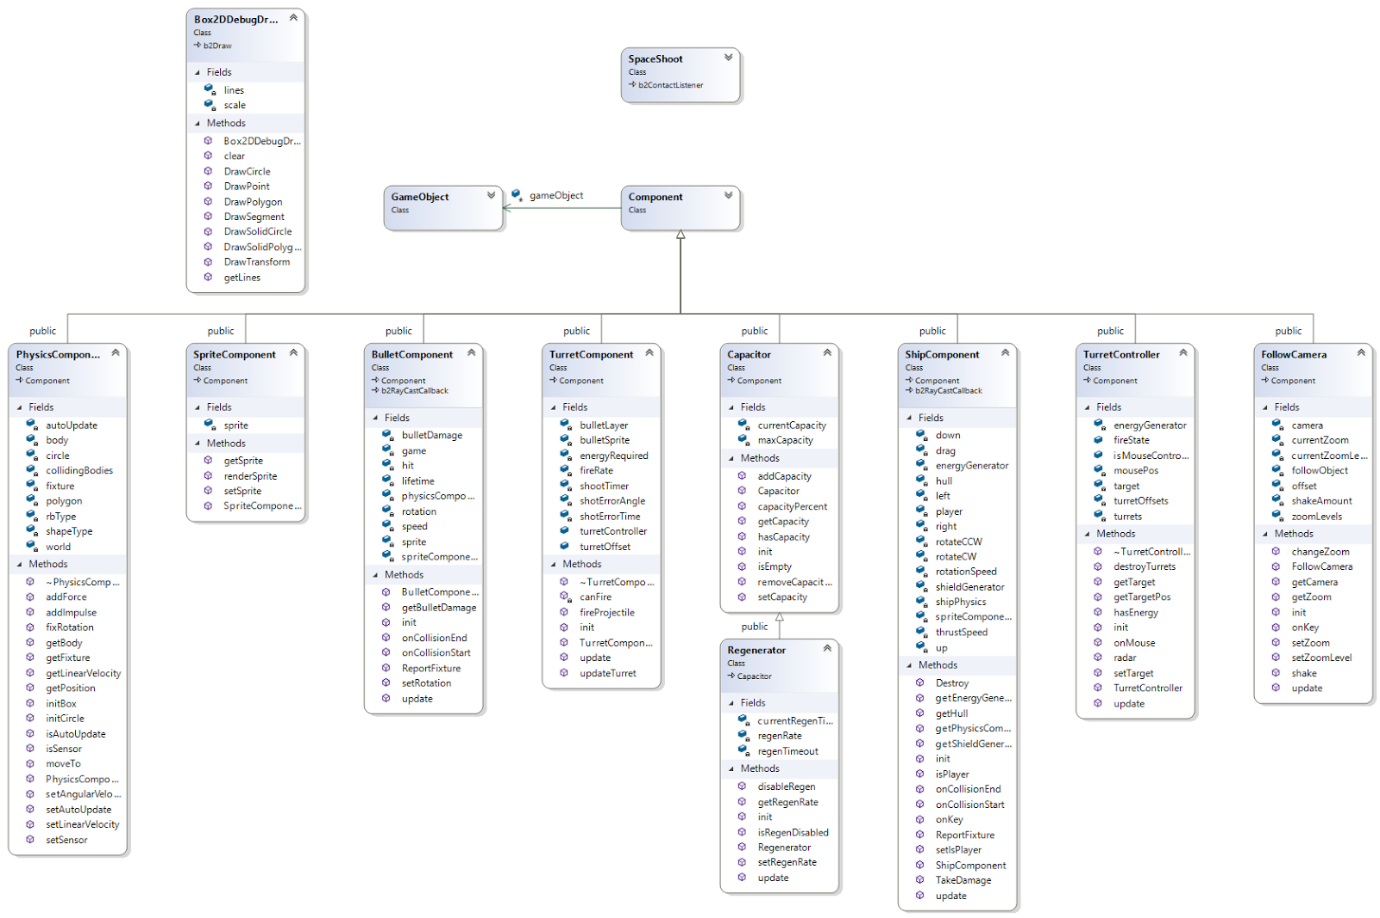 Box2DDebugDr...
Class
b2Draw
Fields
lines
scale
Methods
Box2DDebugDr...
clear
DrawCircle
DrawPoint
DrawPolygon
DrawSegment
DrawSolidCircle
DrawSolidPolyg...
DrawTransform
getLines
SpaceShoot
Class
b2ContactListener
GameObject
Class
gameObject
Component
Class
public
PhysicsCompon...
Class
Component
Fields
autoUpdate
body
circle
collidingBodies
fixture
polygon
rbType
shapeType
world
Methods
~PhysicsComp...
addForce
addImpulse
fixRotation
getBody
getFixture
getLinearVelocity
getPosition
initBox
initCircle
isAutoUpdate
isSensor
moveTo
PhysicsCompo...
setAngularVelo...
setAutoUpdate
setLinearVelocity
setSensor
public
SpriteComponent
Class
Component
Fields
sprite
Methods
getSprite
renderSprite
setSprite
SpriteCompone...
public
BulletComponent
Class
Component
b2RayCastCallback
Fields
bulletDamage
game
hit
lifetime
physicsCompo...
rotation
speed
sprite
spriteCompone...
Methods
BulletCompone...
getBulletDamage
init
onCollisionEnd
onCollisionStart
ReportFixture
setRotation
update
public
TurretComponent
Class
Component
Fields
bulletLayer
bulletSprite
energyRequired
fireRate
shootTimer
shotErrorAngle
shotErrorTime
turretController
turretOffset
Methods
~TurretCompo...
canFire
fireProjectile
init
TurretCompon...
update
updateTurret
public
Capacitor
Class
Component
Fields
currentCapacity
maxCapacity
Methods
addCapacity
Capacitor
capacityPercent
getCapacity
hasCapacity
init
isEmpty
removeCapacit...
setCapacity
public
Regenerator
Class
Capacitor
Fields
currentRegenTi...
regenRate
regenTimeout
Methods
disableRegen
getRegenRate
init
isRegenDisabled
Regenerator
setRegenRate
update
public
ShipComponent
Class
Component
b2RayCastCallback
Fields
down
drag
energyGenerator
hull
left
player
right
rotateCCW
rotateCW
rotationSpeed
shieldGenerator
shipPhysics
spriteCompone...
thrustSpeed
up
Methods
Destroy
getEnergyGene...
getHull
getPhysicsCom...
getShieldGener...
init
isPlayer
onCollisionEnd
onCollisionStart
onKey
ReportFixture
setIsPlayer
ShipComponent
TakeDamage
update
public
TurretController
Class
Component
Fields
energyGenerator
fireState
isMouseContro...
mousePos
target
turretOffsets
turrets
Methods
~TurretControll...
destroyTurrets
getTarget
getTargetPos
hasEnergy
init
onMouse
radar
setTarget
TurretController
update
public
FollowCamera
Class
Component
Fields
camera
currentZoom
currentZoomLe...
followObject
offset
shakeAmount
zoomLevels
Methods
changeZoom
FollowCamera
getCamera
getZoom
init
onKey
setZoom
setZoomLevel
shake
update